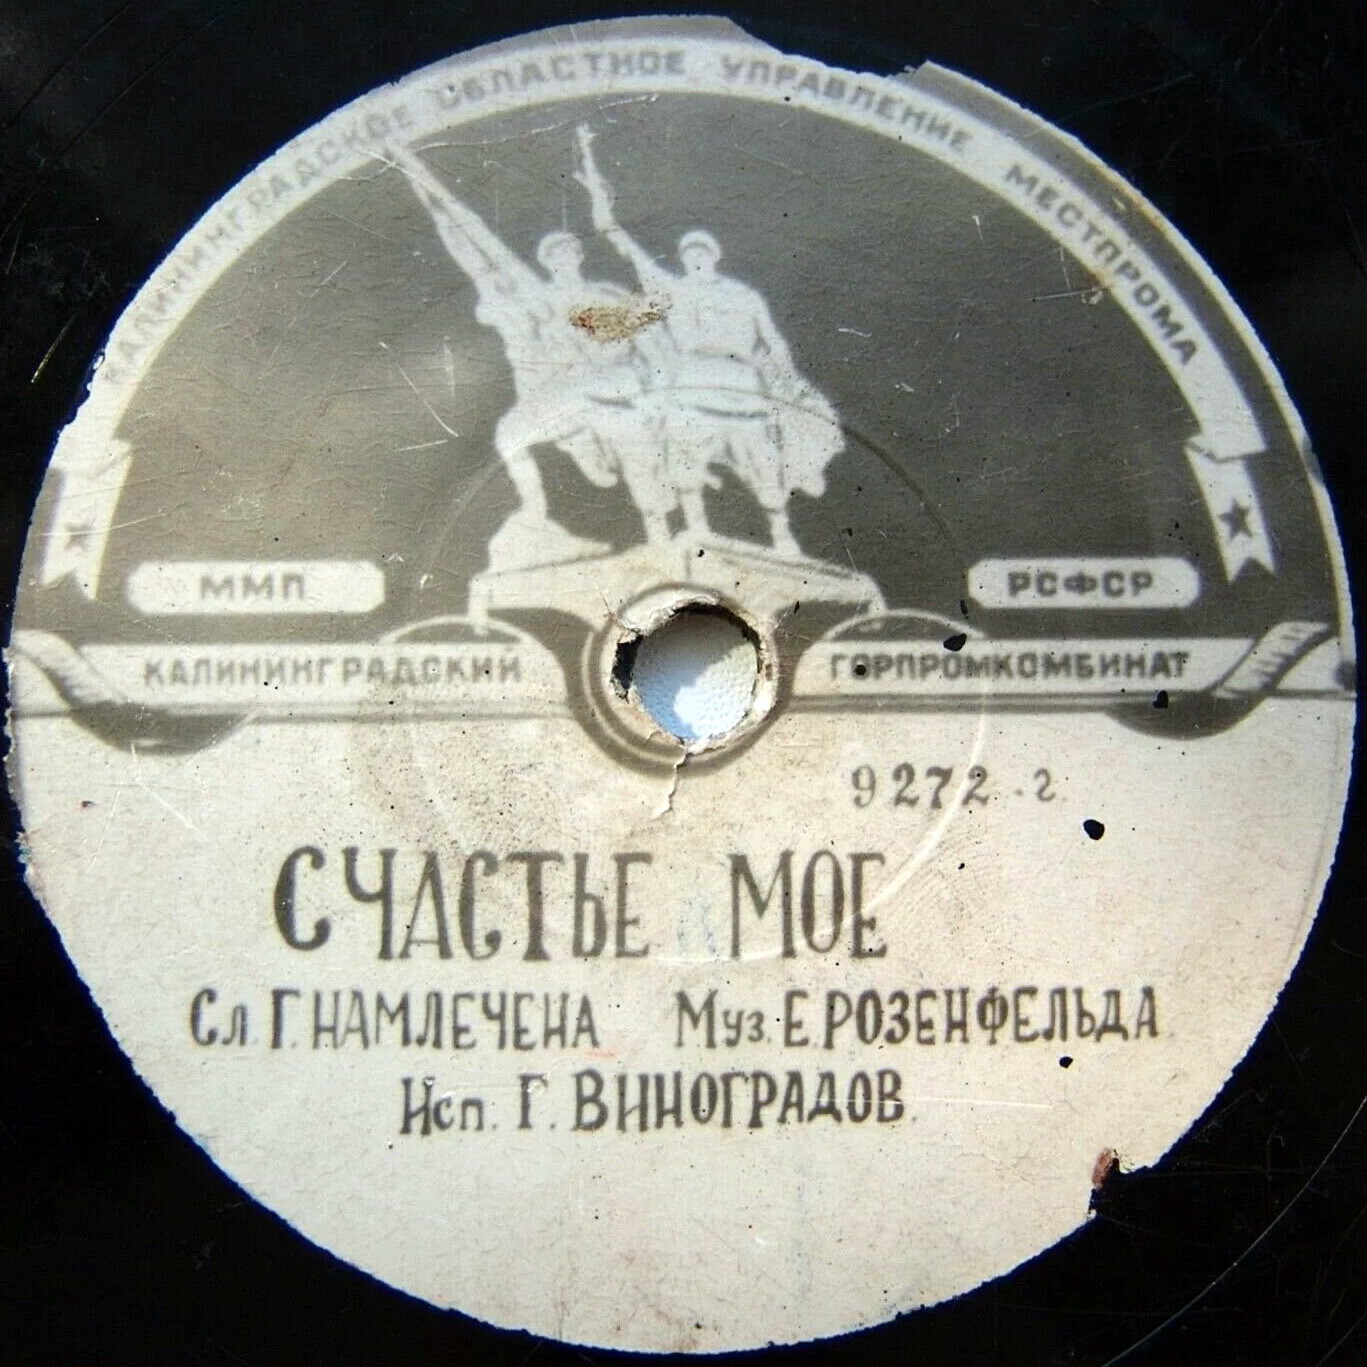 КАЛИНИНГРАДСКОЕ ОБЛАСТНОЕ УПРАВЛЕНИЕ МЕСТПРОМА
ММП РСФСР
КАЛИНИНГРАДСКИЙ ГОРПРОМКОМБИНАТ
9272.г.
СЧАСТЬЕ МОЕ
Сл. Г. НАМЛЕЧЕНА Муз. Е. РОЗЕНФЕЛЬДА
Исп. Г. ВИНОГРАДОВ.